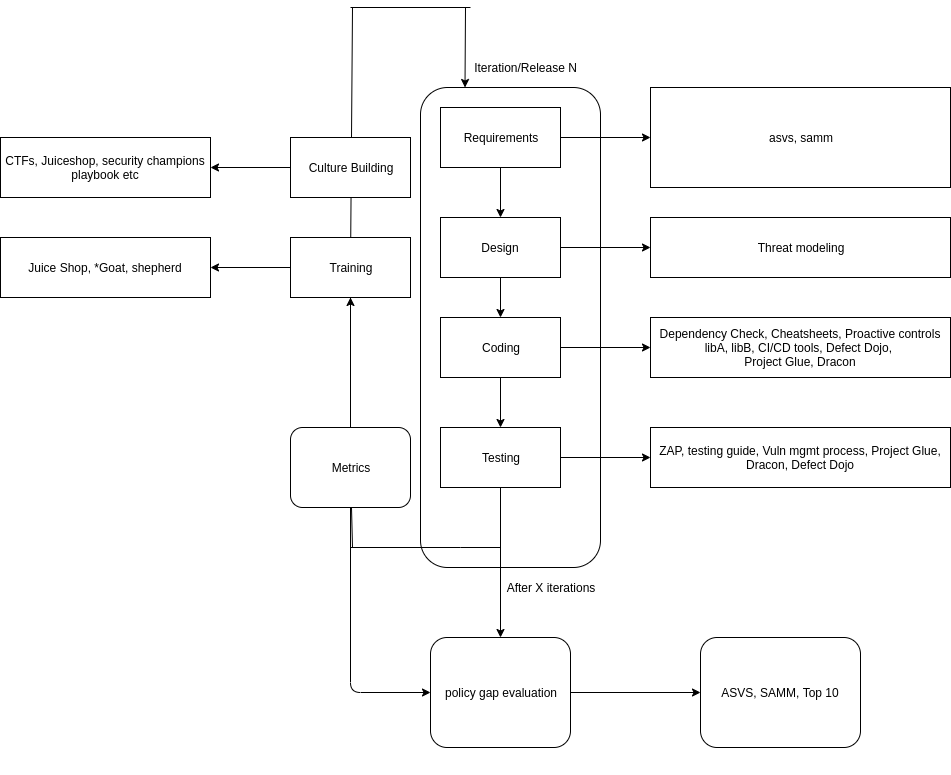 Iteration/Release N
Requirements
asvs, samm
CTFs, Juiceshop, security champions
playbook etc
Culture Building
Design
Threat modeling
Juice Shop, *Goat, shepherd
Training
Coding
Dependency Check, Cheatsheets, Proactive controls
libA, libB, CI/CD tools, Defect Dojo,
Project Glue, Dracon
Metrics
Testing
ZAP, testing guide, Vuln mgmt process, Project Glue,
Dracon, Defect Dojo
After X iterations
policy gap evaluation
ASVS, SAMM, Top 10